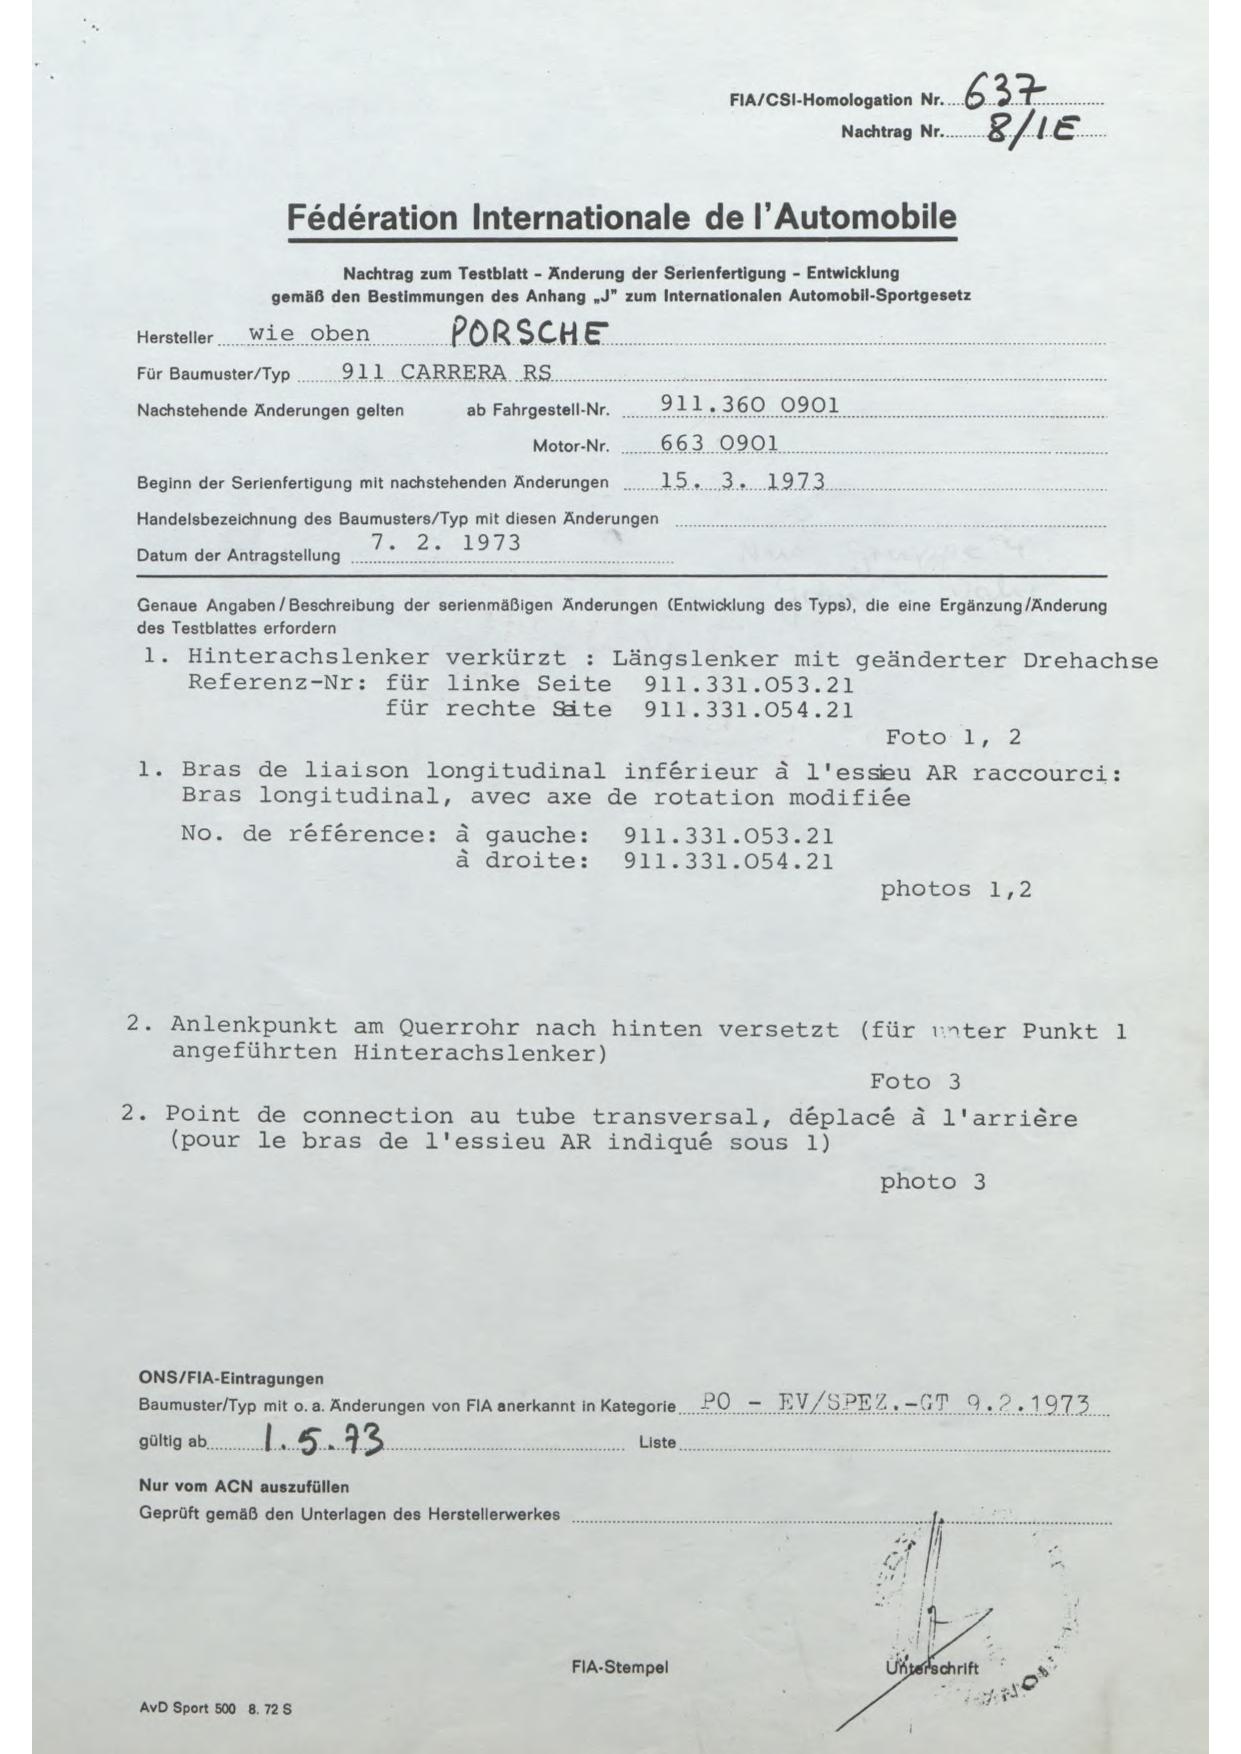 FIA/CSI-Homologation Nr. 637
Nachtrag Nr. 8/1E
Fédération Internationale de l'Automobile
Nachtrag zum Testblatt – Änderung der Serienfertigung – Entwicklung
gemäß den Bestimmungen des Anhang „J" zum Internationalen Automobil-Sportgesetz
Hersteller wie oben PORSCHE
Für Baumuster/Typ 911 CARRERA RS
Nachstehende Änderungen gelten ab Fahrgestell-Nr. 911.360 0901
Motor-Nr. 663 0901
Beginn der Serienfertigung mit nachstehenden Änderungen 15. 3. 1973
Handelsbezeichnung des Baumusters/Typ mit diesen Änderungen
Datum der Antragstellung 7. 2. 1973
Genaue Angaben/Beschreibung der serienmäßigen Änderungen (Entwicklung des Typs), die eine Ergänzung/Änderung
des Testblattes erfordern
1. Hinterachslenker verkürzt : Längslenker mit geänderter Drehachse
Referenz-Nr: für linke Seite 911.331.053.21
für rechte Seite 911.331.054.21
Foto 1, 2
1. Bras de liaison longitudinal inférieur à l'essieu AR raccourci:
Bras longitudinal, avec axe de rotation modifiée
No. de référence: à gauche: 911.331.053.21
à droite: 911.331.054.21
photos 1,2
2. Anlenkpunkt am Querrohr nach hinten versetzt (für unter Punkt 1
angeführten Hinterachslenker)
Foto 3
2. Point de connection au tube transversal, déplacé à l'arrière
(pour le bras de l'essieu AR indiqué sous 1)
photo 3
ONS/FIA-Eintragungen
Baumuster/Typ mit o. a. Änderungen von FIA anerkannt in Kategorie PO - EV/SPEZ.-GT 9.2.1973
gültig ab 1.5.73 Liste
Nur vom ACN auszufüllen
Geprüft gemäß den Unterlagen des Herstellerwerkes
FIA-Stempel Unterschrift
AvD Sport 500 8. 72 S